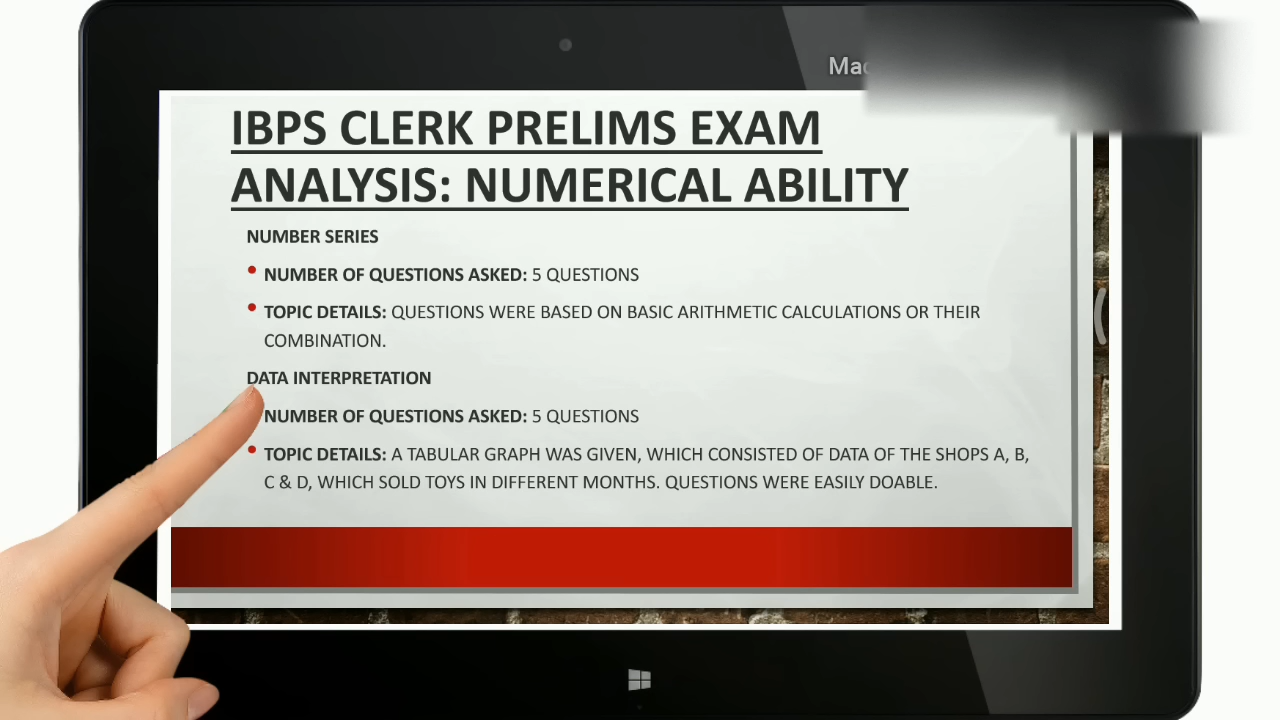 Mac
IBPS CLERK PRELIMS EXAM
ANALYSIS: NUMERICAL ABILITY
NUMBER SERIES
NUMBER OF QUESTIONS ASKED: 5 QUESTIONS
TOPIC DETAILS: QUESTIONS WERE BASED ON BASIC ARITHMETIC CALCULATIONS OR THEIR
COMBINATION.
DATA INTERPRETATION
NUMBER OF QUESTIONS ASKED: 5 QUESTIONS
TOPIC DETAILS: A TABULAR GRAPH WAS GIVEN, WHICH CONSISTED OF DATA OF THE SHOPS A, B,
C & D, WHICH SOLD TOYS IN DIFFERENT MONTHS. QUESTIONS WERE EASILY DOABLE.